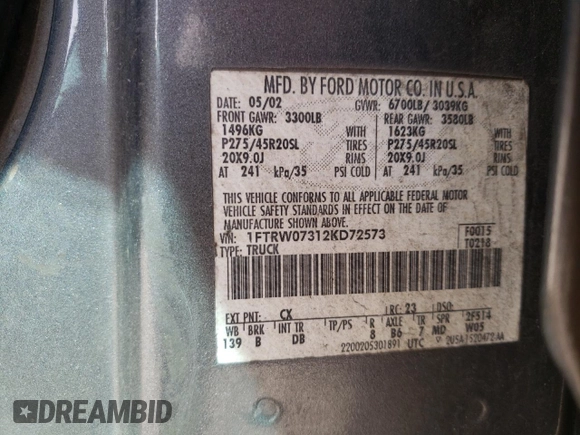 MFD. BY FORD MOTOR CO. IN U.S.A.
DATE: 05/02 GVWR: 6700LB/ 3039KG
FRONT GAWR: 3300LB REAR GAWR: 3580LB
1496KG WITH 1623KG WITH
P275/45R20SL TIRES P275/45R20SL TIRES
20X9.0J RIMS 20X9.0J RIMS
AT 241 kPa/35 PSI COLD AT 241 kPa/35 PSI COLD
THIS VEHICLE CONFORMS TO ALL APPLICABLE FEDERAL MOTOR
VEHICLE SAFETY STANDARDS IN EFFECT ON THE DATE OF
MANUFACTURE SHOWN ABOVE.
VIN: 1FTRW07312KD72573 F0015
TYPE: TRUCK T0218
EXT PNT: CX RC: 23 DSO:
WB BRK INT TR TP/PS R AXLE TR SPR 2F514
139 B DB 8 B6 7 MD W05
2200205301891 UTC
DREAMBID